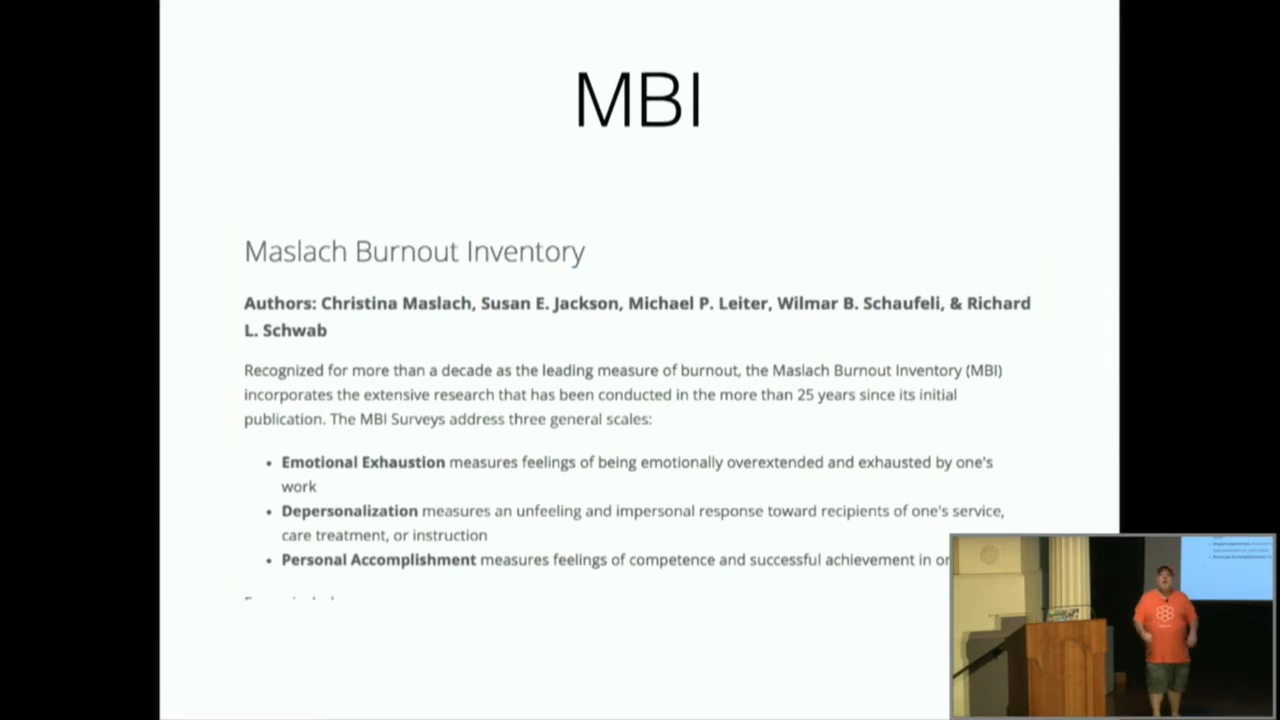 MBI
Maslach Burnout Inventory
Authors: Christina Maslach, Susan E. Jackson, Michael P. Leiter, Wilmar B. Schaufeli, & Richard
L. Schwab
Recognized for more than a decade as the leading measure of burnout, the Maslach Burnout Inventory (MBI)
incorporates the extensive research that has been conducted in the more than 25 years since its initial
publication. The MBI Surveys address three general scales:
• Emotional Exhaustion measures feelings of being emotionally overextended and exhausted by one's
work
• Depersonalization measures an unfeeling and impersonal response toward recipients of one's service,
care treatment, or instruction
• Personal Accomplishment measures feelings of competence and successful achievement in